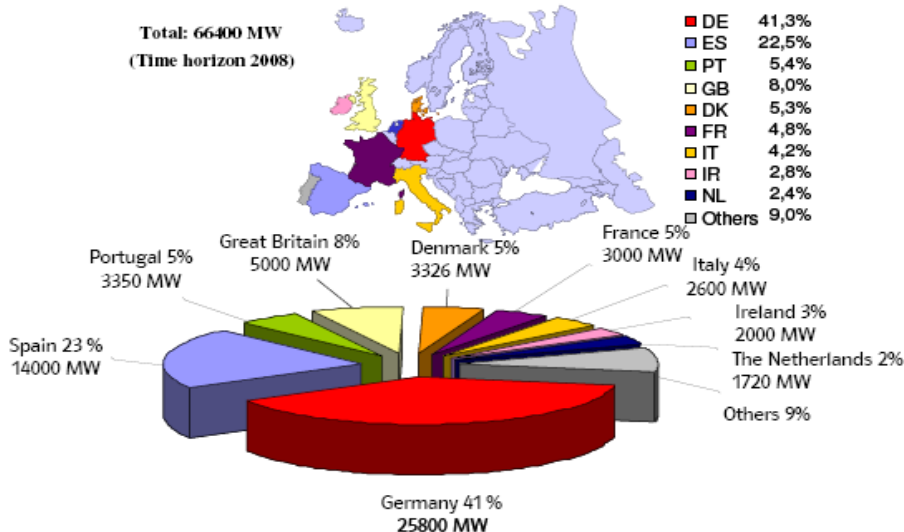 Total: 66400 MW
(Time horizon 2008)
DE 41,3%
ES 22,5%
PT 5,4%
GB 8,0%
DK 5,3%
FR 4,8%
IT 4,2%
IR 2,8%
NL 2,4%
Others 9,0%
Great Britain 8%
5000 MW
Denmark 5%
3326 MW
France 5%
3000 MW
Portugal 5%
3350 MW
Italy 4%
2600 MW
Ireland 3%
2000 MW
Spain 23 %
14000 MW
The Netherlands 2%
1720 MW
Others 9%
Germany 41 %
25800 MW